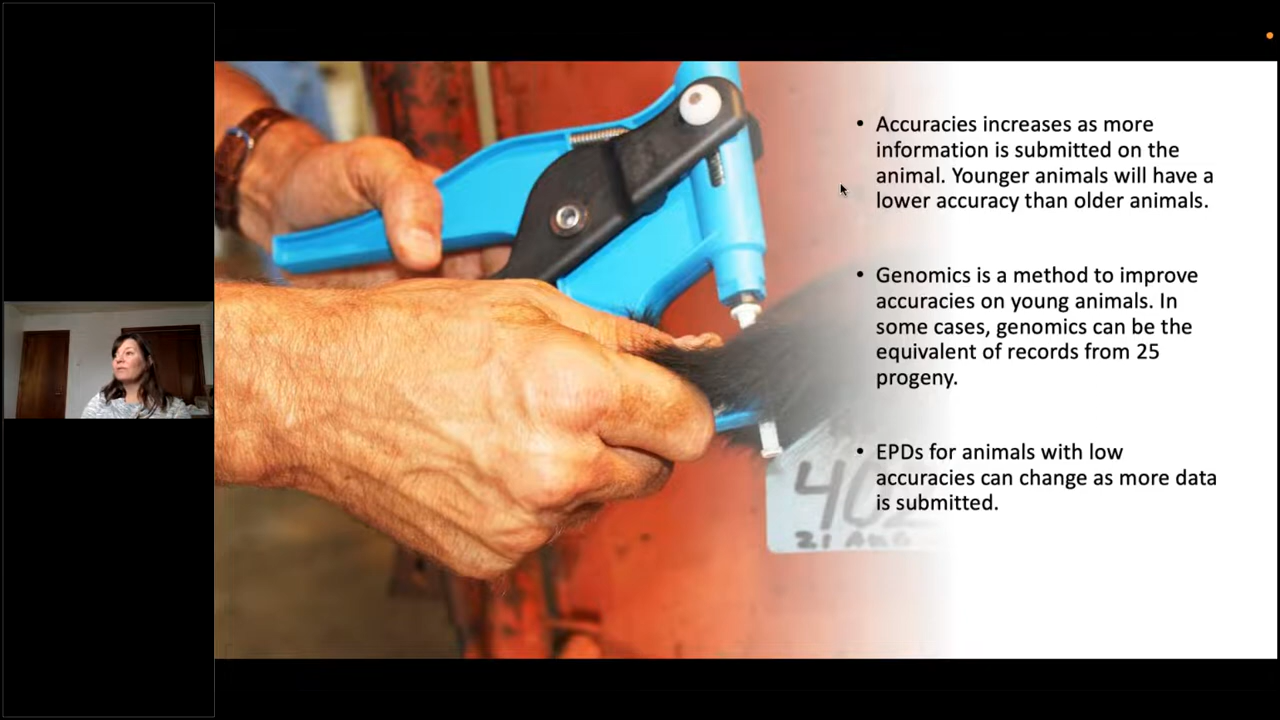 • Accuracies increases as more
information is submitted on the
animal. Younger animals will have a
lower accuracy than older animals.
• Genomics is a method to improve
accuracies on young animals. In
some cases, genomics can be the
equivalent of records from 25
progeny.
• EPDs for animals with low
accuracies can change as more data
is submitted.